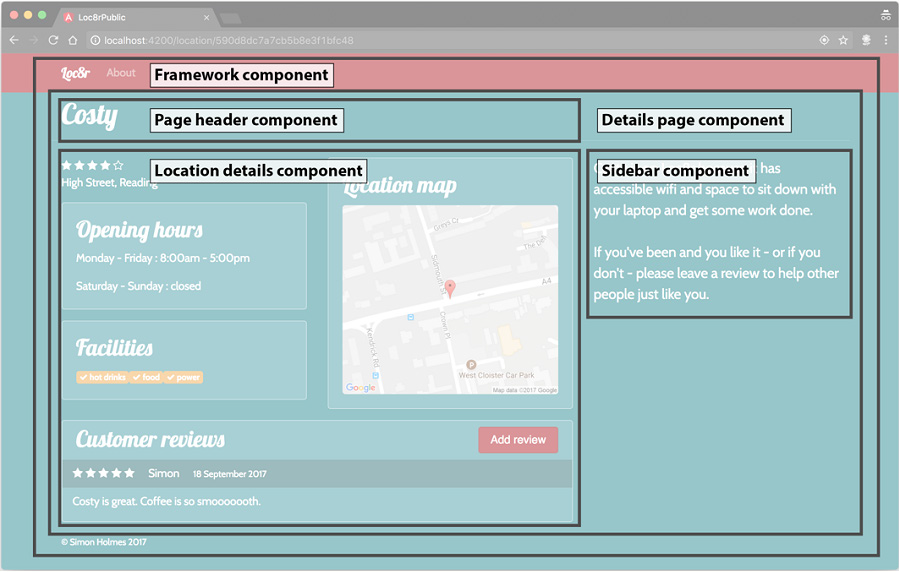 Loc8rPublic
localhost:4200/location/590d8dc7a7cb5b8e3f1bfc48
Loc8r About Framework component
Costy Page header component
Details page component
Location details component
High Street, Reading
Opening hours
Monday - Friday : 8:00am - 5:00pm
Saturday - Sunday : closed
Facilities
hot drinks food power
Location map
Greys Ct
The Dell
Sidmouth St
A4
Crown Pl
Kendrick Rd
West Cloister Car Park
Google
Map data ©2017 Google
Customer reviews Add review
Simon 18 September 2017
Costy is great. Coffee is so smooooooth.
Sidebar component has
accessible wifi and space to sit down with
your laptop and get some work done.
If you've been and you like it - or if you
don't - please leave a review to help other
people just like you.
© Simon Holmes 2017